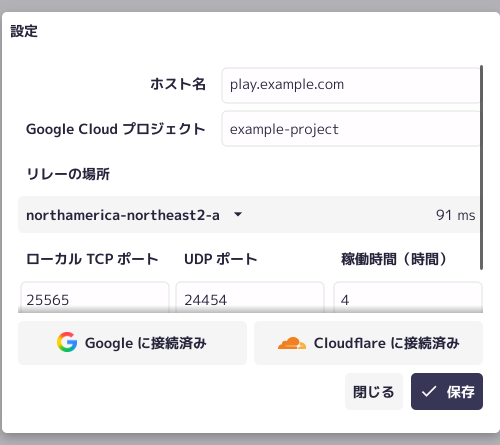 設定
ホスト名 play.example.com
Google Cloud プロジェクト example-project
リレーの場所
northamerica-northeast2-a 91 ms
ローカル TCP ポート UDP ポート 稼働時間（時間）
25565 24454 4
Google に接続済み Cloudflare に接続済み
閉じる 保存